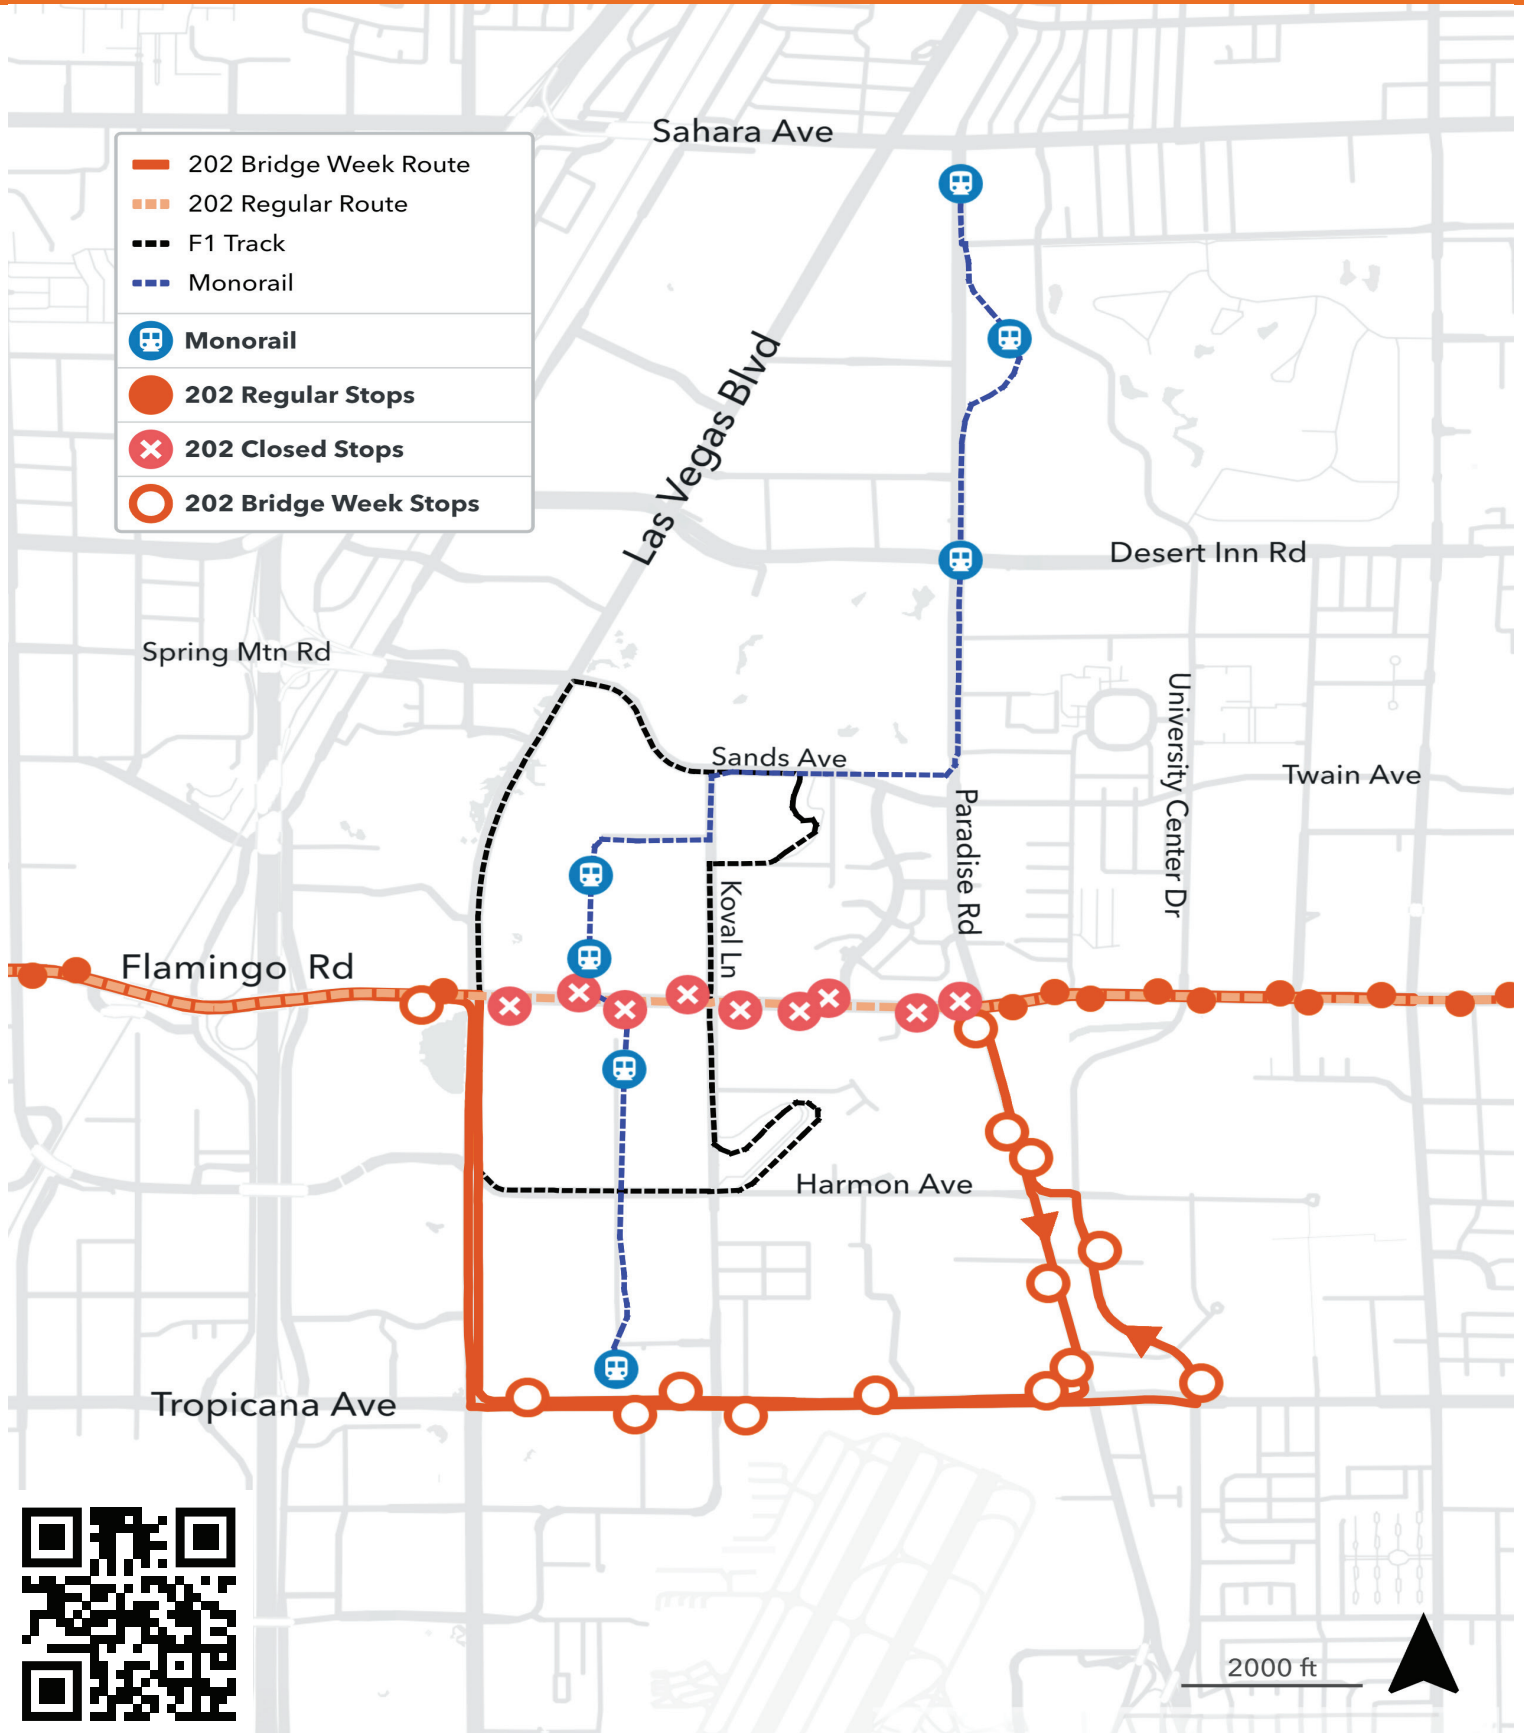 Sahara Ave
202 Bridge Week Route
202 Regular Route
F1 Track
Monorail
Monorail
202 Regular Stops
202 Closed Stops
202 Bridge Week Stops
Las Vegas Blvd
Desert Inn Rd
Spring Mtn Rd
University Center Dr
Sands Ave
Twain Ave
Paradise Rd
Koval Ln
Flamingo Rd
Harmon Ave
Tropicana Ave
2000 ft